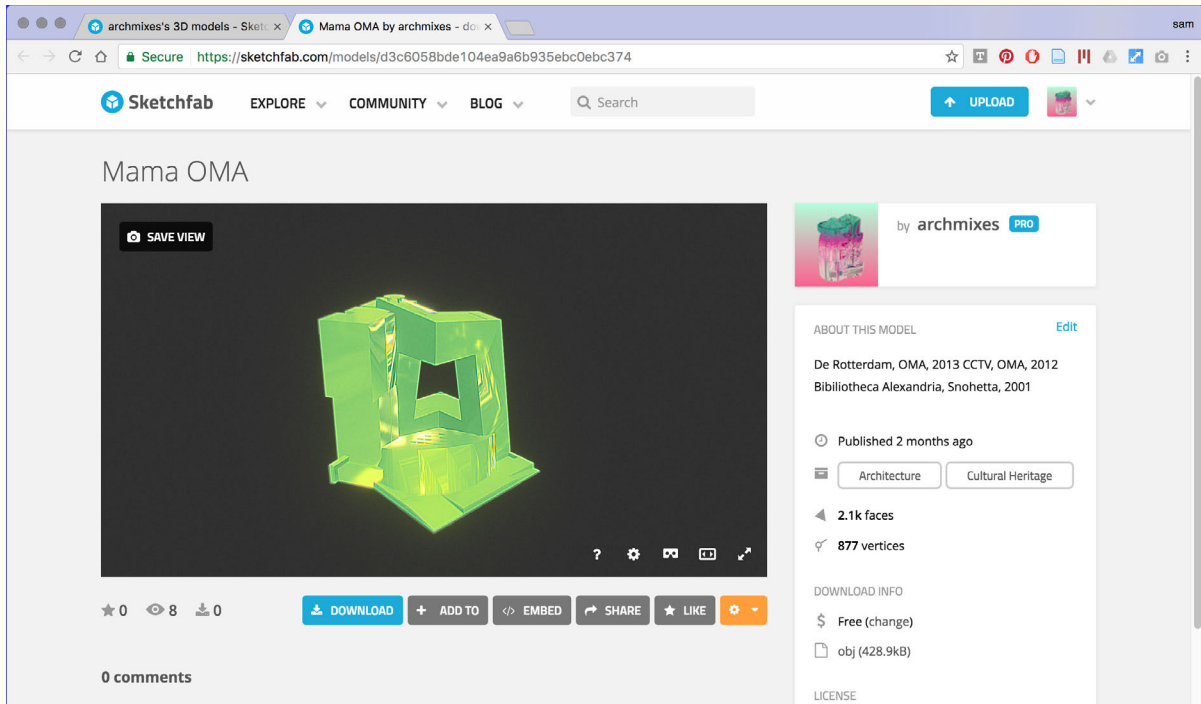 archmixes's 3D models - Sketc
Mama OMA by archmixes - dow
sam
Secure https://sketchfab.com/models/d3c6058bde104ea9a6b935ebc0ebc374
Sketchfab EXPLORE COMMUNITY BLOG Search UPLOAD
Mama OMA
SAVE VIEW
by archmixes PRO
ABOUT THIS MODEL Edit
De Rotterdam, OMA, 2013 CCTV, OMA, 2012
Bibiliotheca Alexandria, Snohetta, 2001
Published 2 months ago
Architecture Cultural Heritage
2.1k faces
877 vertices
DOWNLOAD INFO
$ Free (change)
obj (428.9kB)
LICENSE
?
0 8 0
DOWNLOAD + ADD TO </> EMBED SHARE LIKE
0 comments